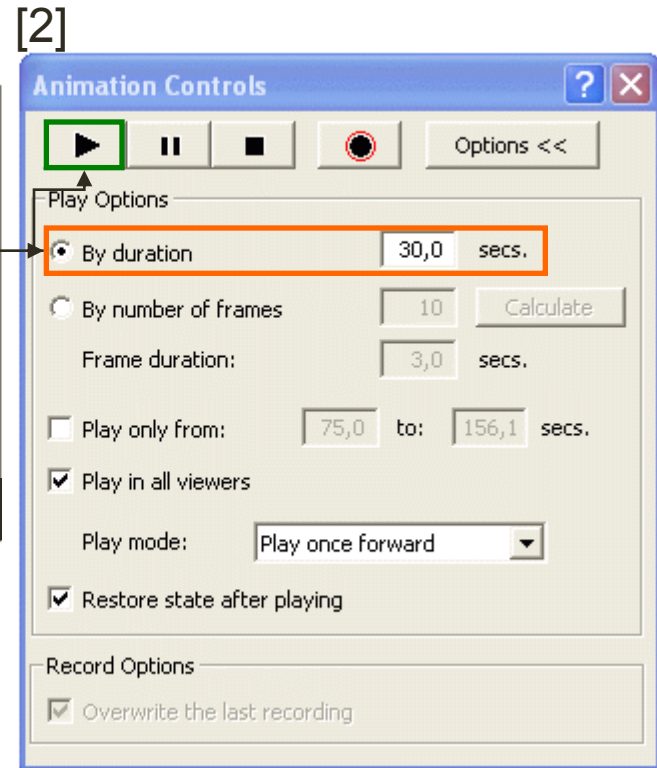 [2]
Animation Controls
Options <<
Play Options
By duration 30,0 secs.
By number of frames 10 Calculate
Frame duration: 3,0 secs.
Play only from: 75,0 to: 156,1 secs.
Play in all viewers
Play mode: Play once forward
Restore state after playing
Record Options
Overwrite the last recording